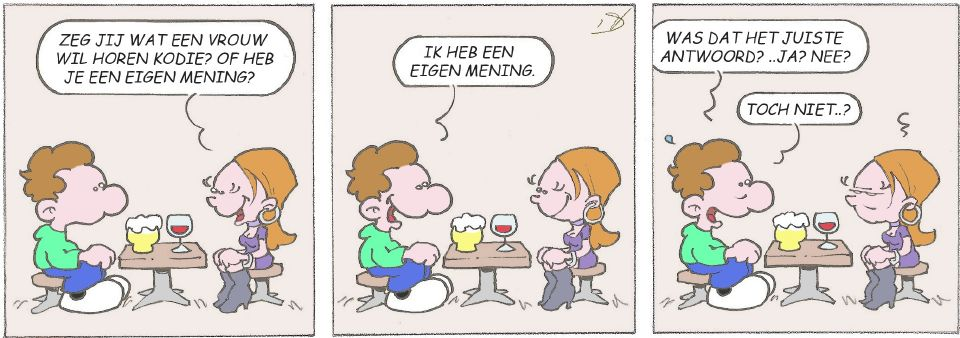 ZEG JIJ WAT EEN VROUW
WIL HOREN KODIE? OF HEB
JE EEN EIGEN MENING?
IK HEB EEN
EIGEN MENING.
WAS DAT HET JUISTE
ANTWOORD? ..JA? NEE?
TOCH NIET..?